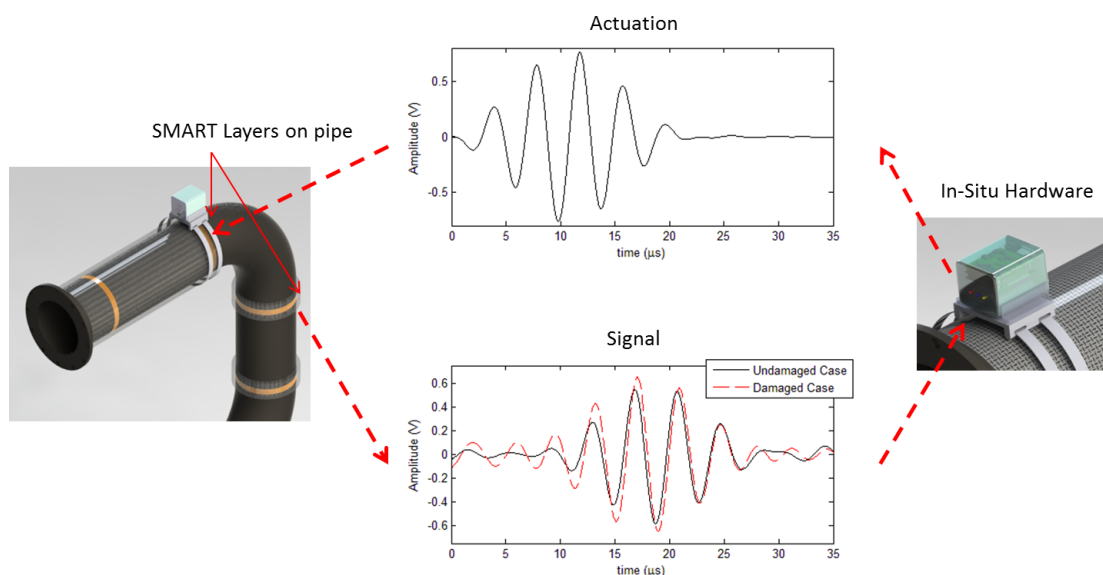 Actuation
SMART Layers on pipe
Amplitude (V)
0.5
0
-0.5
0 5 10 15 20 25 30 35
time (µs)
In-Situ Hardware
Signal
Undamaged Case
Damaged Case
Amplitude (V)
0.6
0.4
0.2
0
-0.2
-0.4
-0.6
0 5 10 15 20 25 30 35
time (µs)